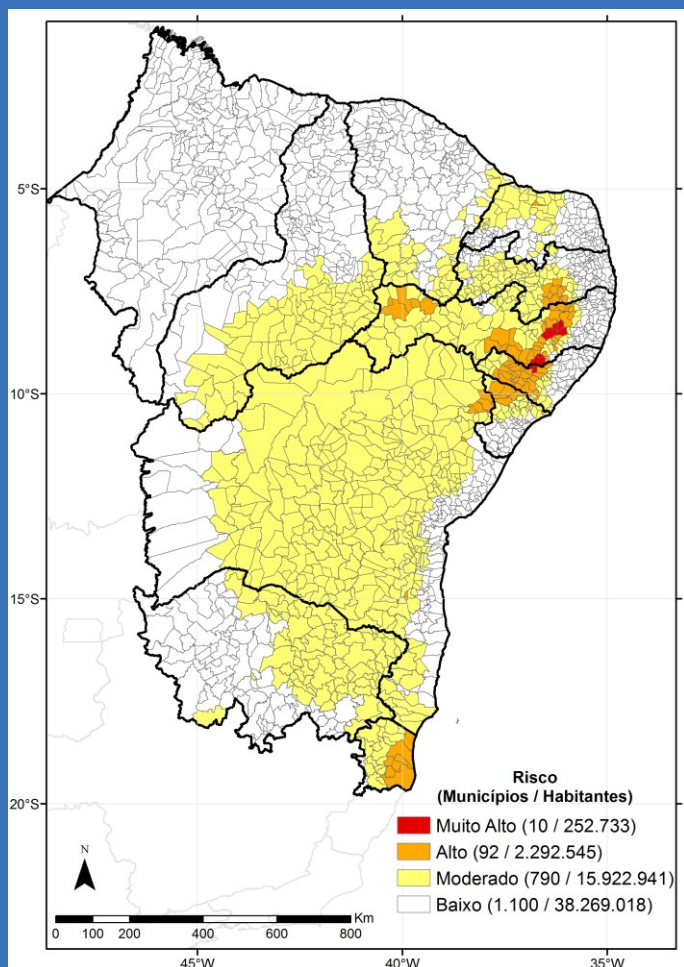 5°S
10°S
15°S
20°S
Risco
(Municípios / Habitantes)
Muito Alto (10 / 252.733)
Alto (92 / 2.292.545)
Moderado (790 / 15.922.941)
Baixo (1.100 / 38.269.018)
N
Km
0 100 200 400 600 800
45°W 40°W 35°W